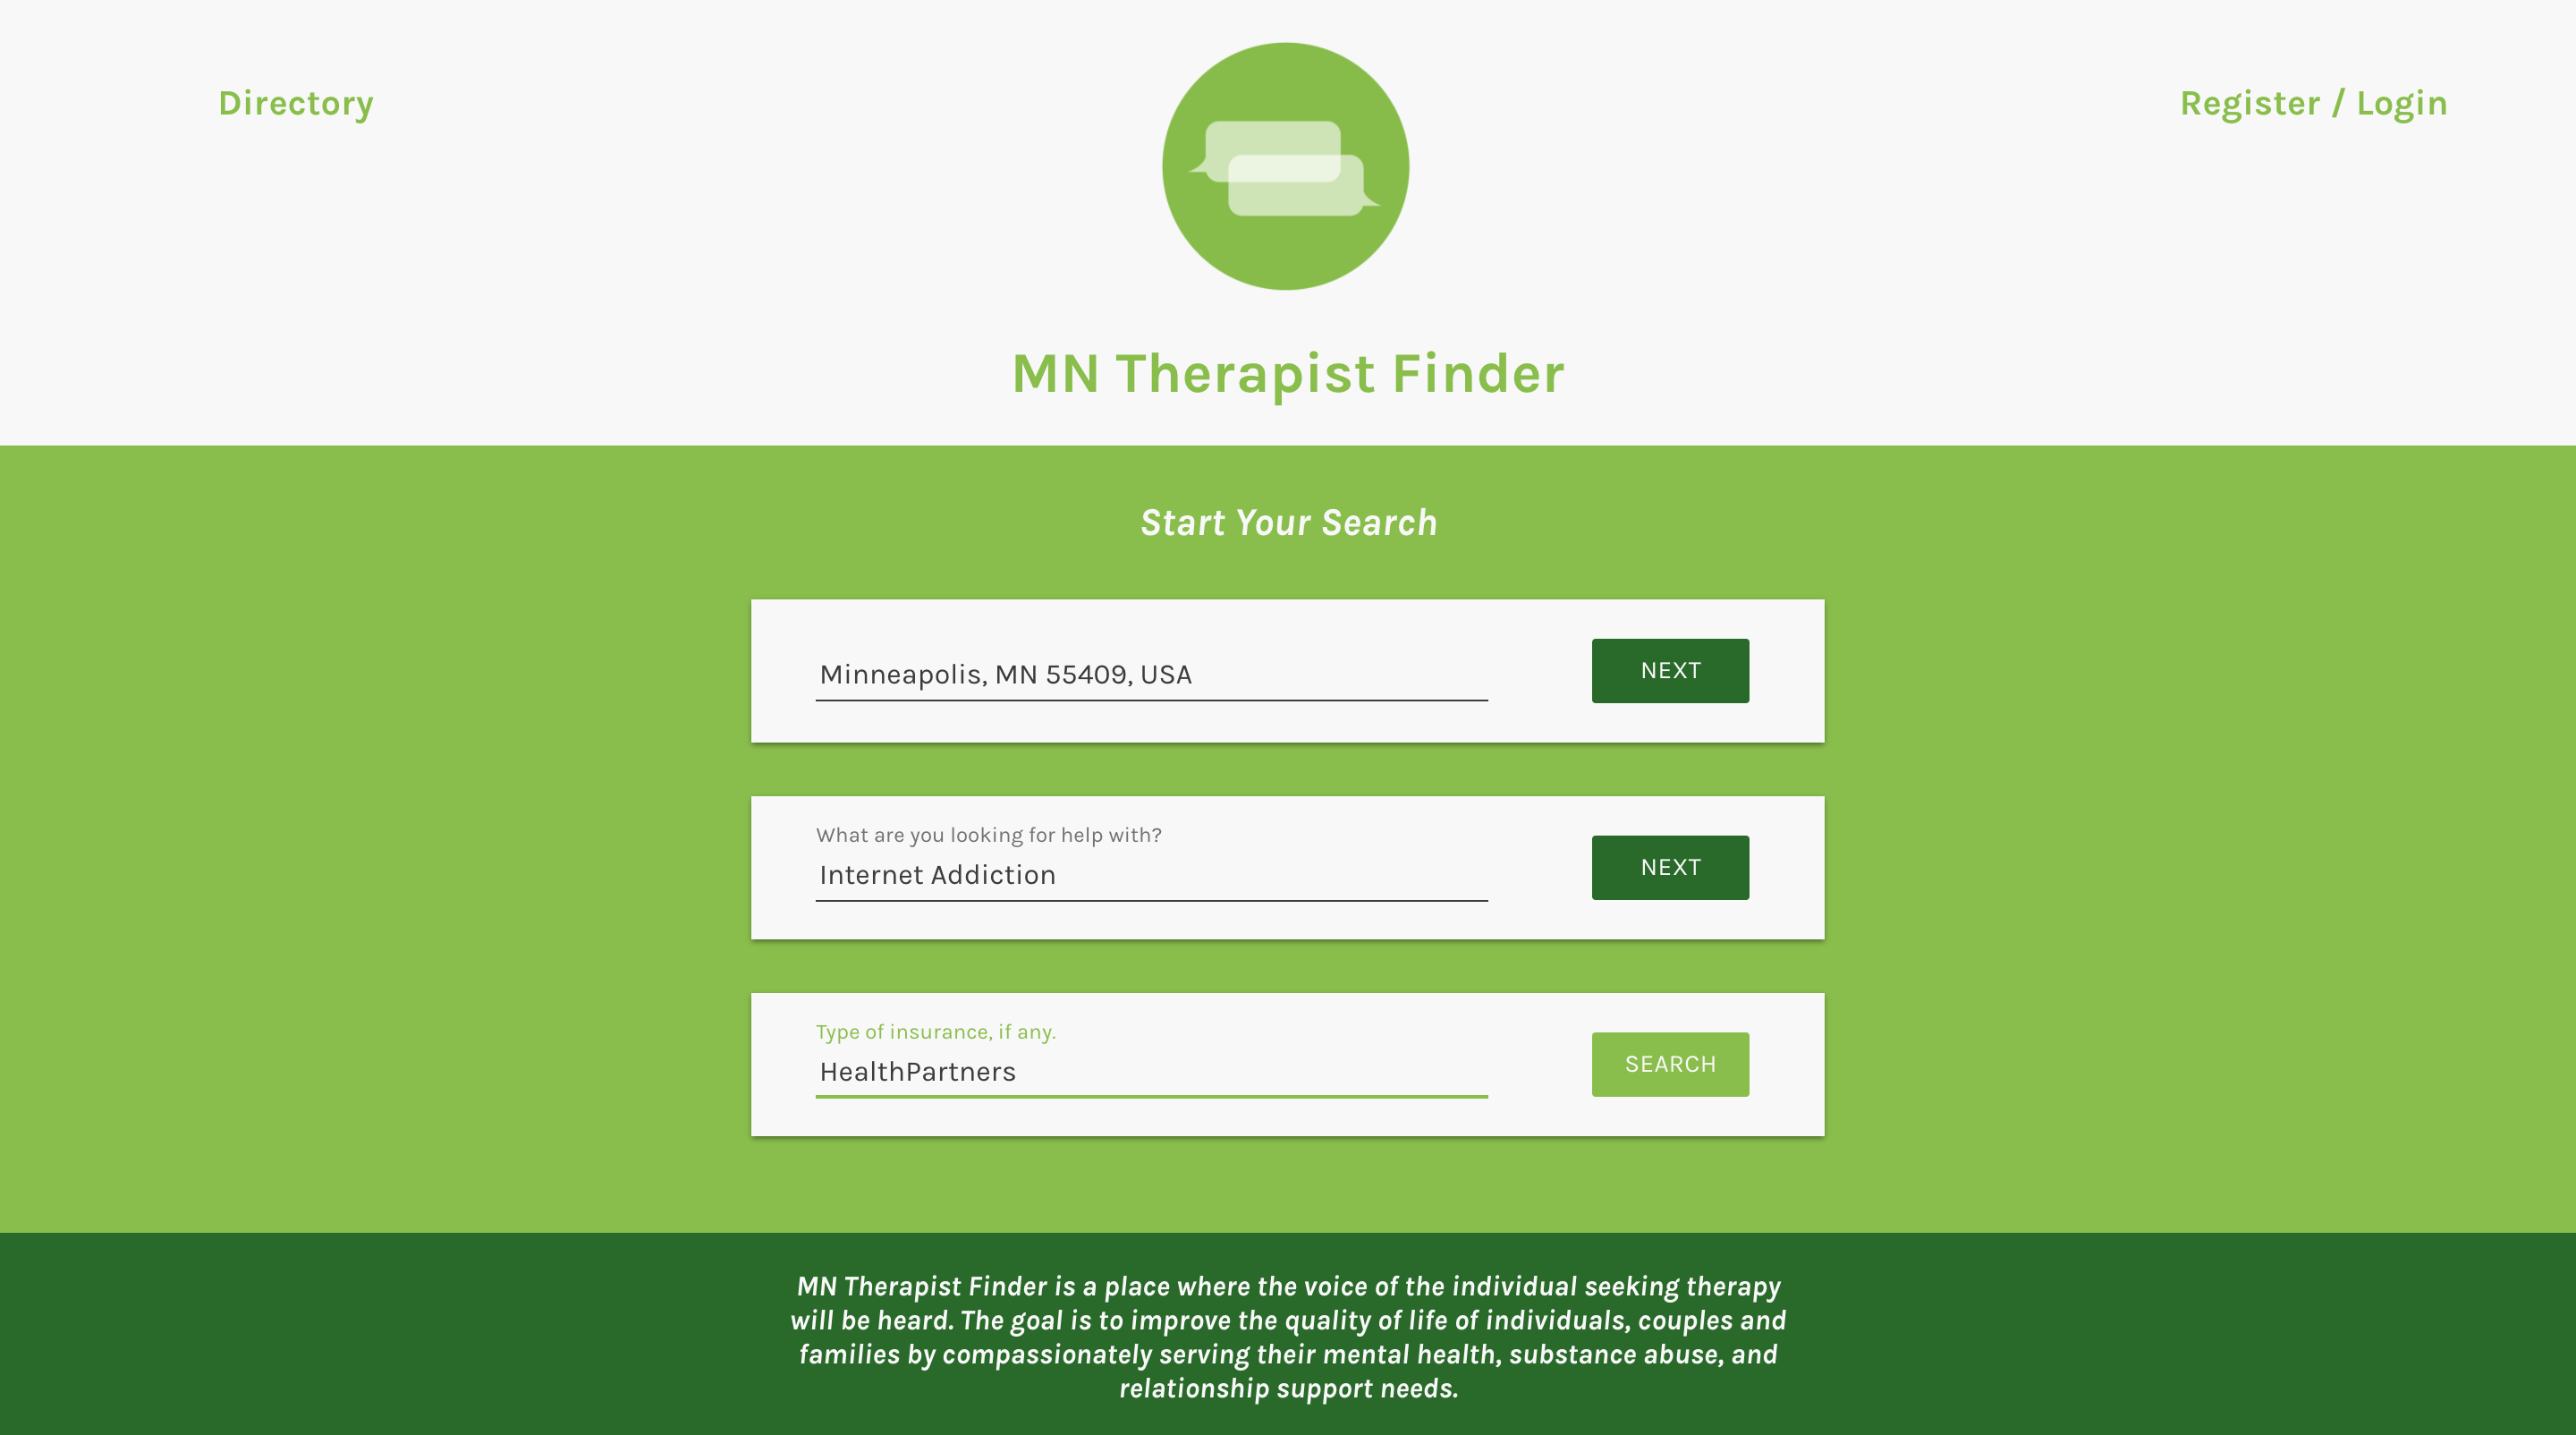 Directory
Register / Login
MN Therapist Finder
Start Your Search
Minneapolis, MN 55409, USA
NEXT
What are you looking for help with?
Internet Addiction
NEXT
Type of insurance, if any.
HealthPartners
SEARCH
MN Therapist Finder is a place where the voice of the individual seeking therapy
will be heard. The goal is to improve the quality of life of individuals, couples and
families by compassionately serving their mental health, substance abuse, and
relationship support needs.